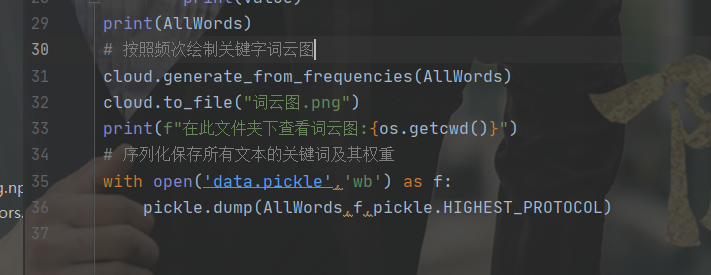 28 print(value)
29 print(AllWords)
30 # 按照频次绘制关键字词云图
31 cloud.generate_from_frequencies(AllWords)
32 cloud.to_file("词云图.png")
33 print(f"在此文件夹下查看词云图:{os.getcwd()}")
34 # 序列化保存所有文本的关键词及其权重
35 with open('data.pickle','wb') as f:
g.np
36 pickle.dump(AllWords,f,pickle.HIGHEST_PROTOCOL)
ors.
37